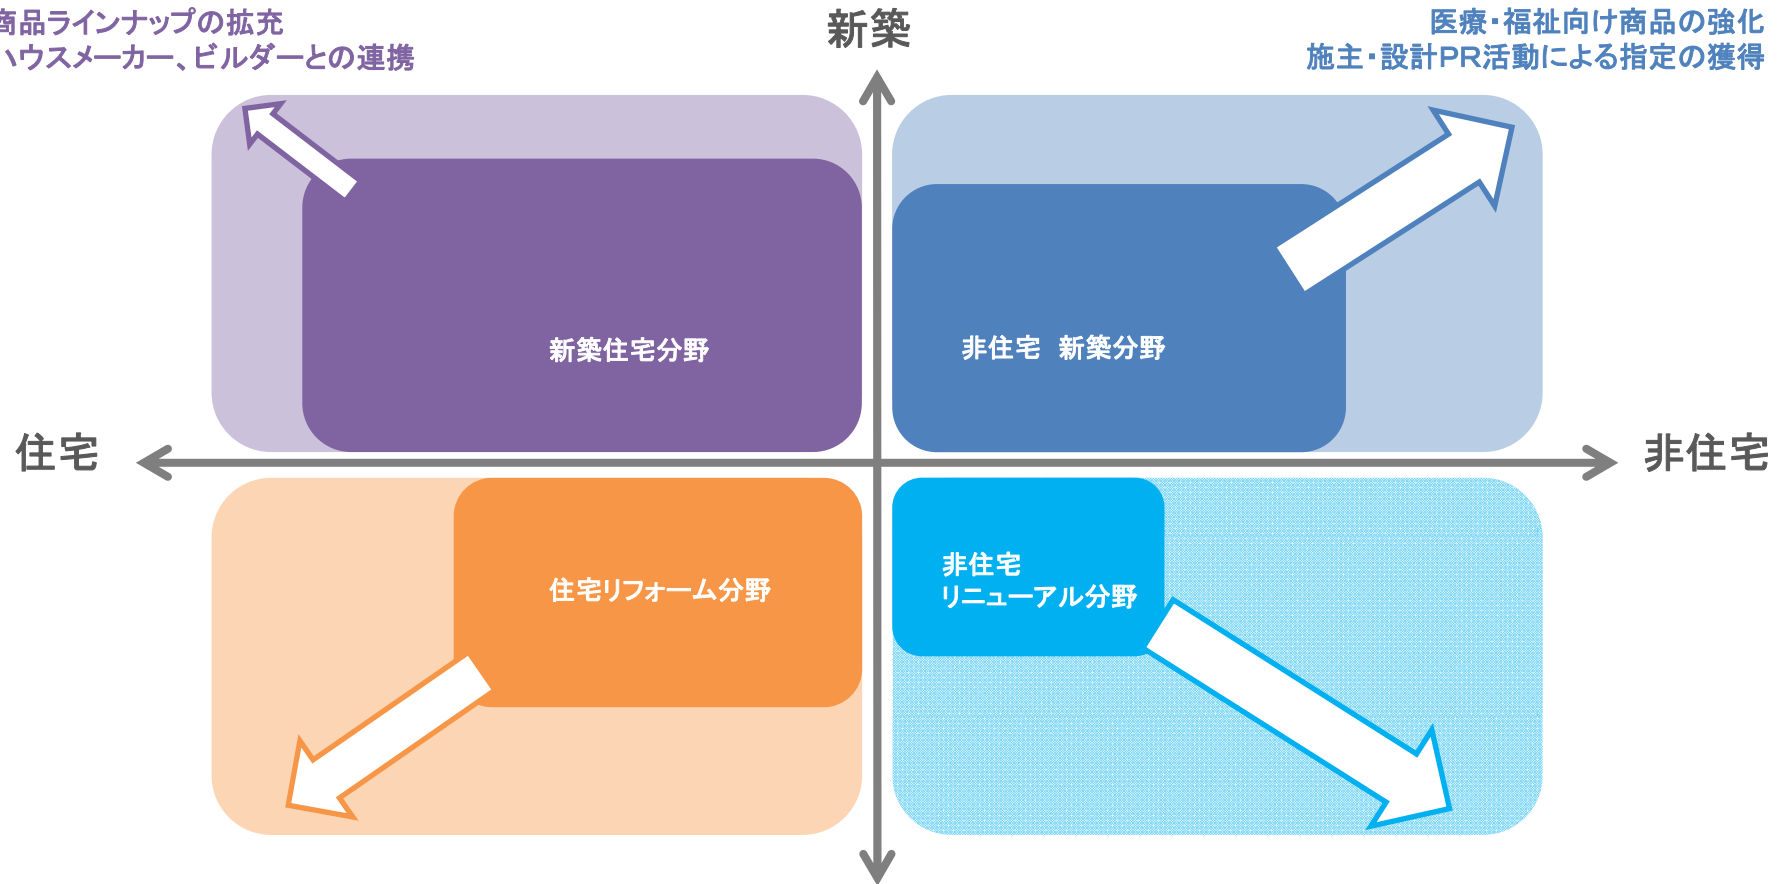 商品ラインナップの拡充
ハウスメーカー、ビルダーとの連携
新築
医療・福祉向け商品の強化
施主・設計PR活動による指定の獲得
新築住宅分野
非住宅 新築分野
住宅
非住宅
住宅リフォーム分野
非住宅
リニューアル分野